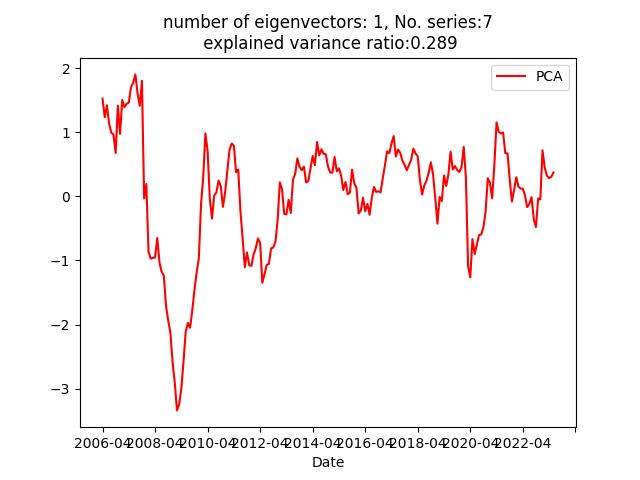 number of eigenvectors: 1, No. series:7
explained variance ratio:0.289
PCA
2
1
0
−1
−2
−3
2006-04 2008-04 2010-04 2012-04 2014-04 2016-04 2018-04 2020-04 2022-04
Date